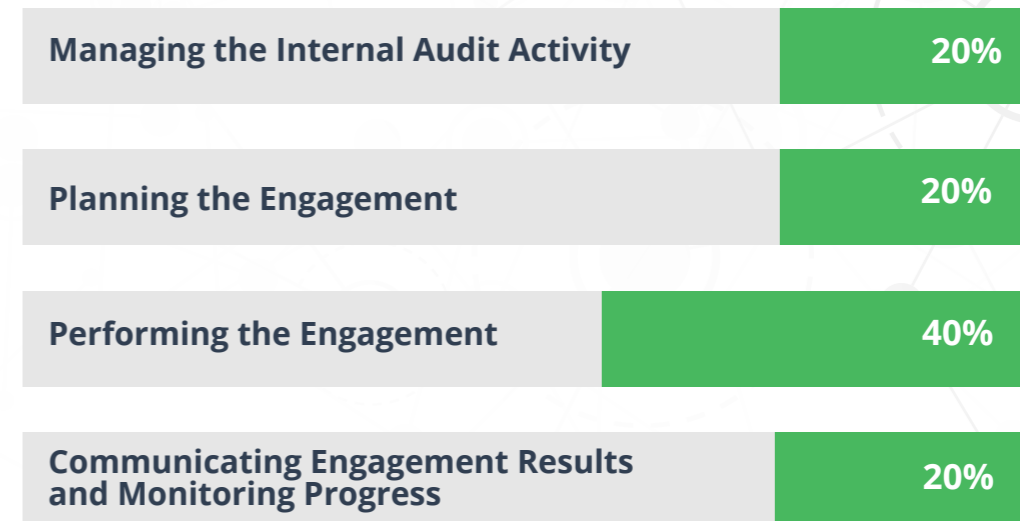 Managing the Internal Audit Activity 20%
Planning the Engagement 20%
Performing the Engagement 40%
Communicating Engagement Results
and Monitoring Progress 20%